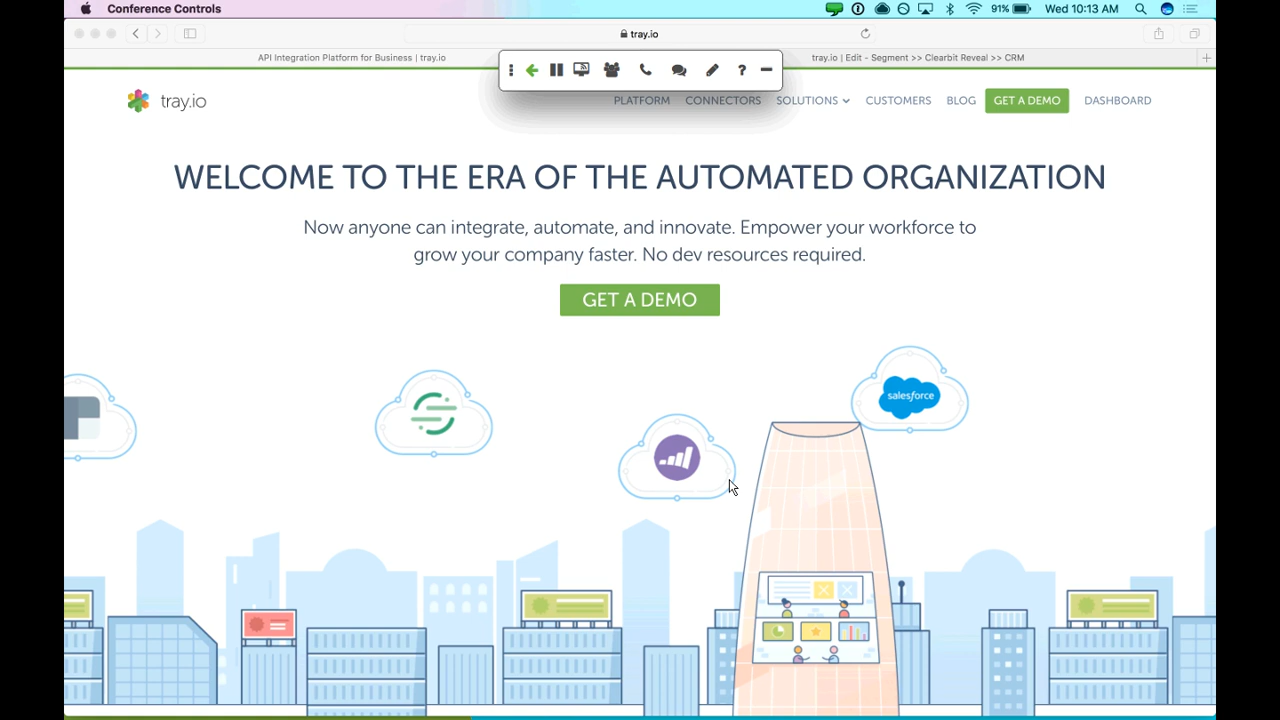 Conference Controls
91%
Wed 10:13 AM
tray.io
API Integration Platform for Business | tray.io
tray.io | Edit - Segment >> Clearbit Reveal >> CRM
tray.io
PLATFORM
CONNECTORS
SOLUTIONS
CUSTOMERS
BLOG
GET A DEMO
DASHBOARD
WELCOME TO THE ERA OF THE AUTOMATED ORGANIZATION
Now anyone can integrate, automate, and innovate. Empower your workforce to
grow your company faster. No dev resources required.
GET A DEMO
salesforce